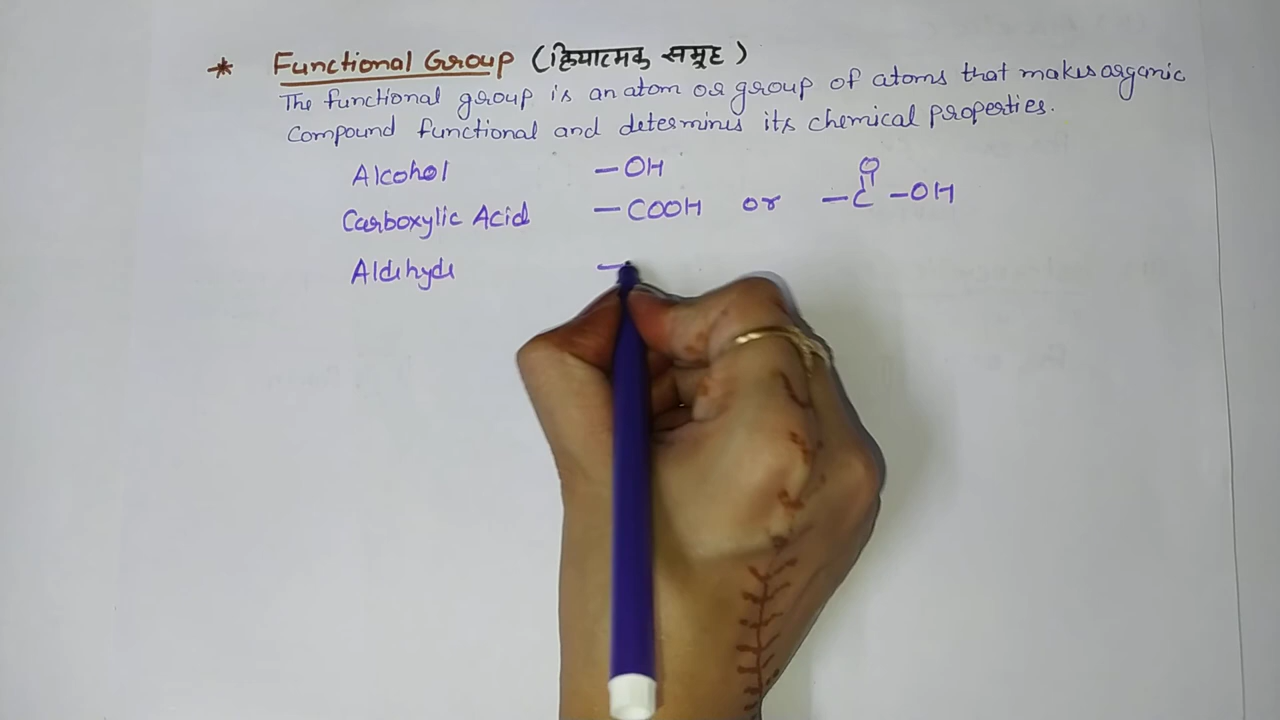 * Functional Group (क्रियात्मक समूह)
The functional group is an atom or group of atoms that makes organic
compound functional and determines its chemical properties.
Alcohol —OH
Carboxylic Acid —COOH or —C(=O)—OH
Aldehyde —